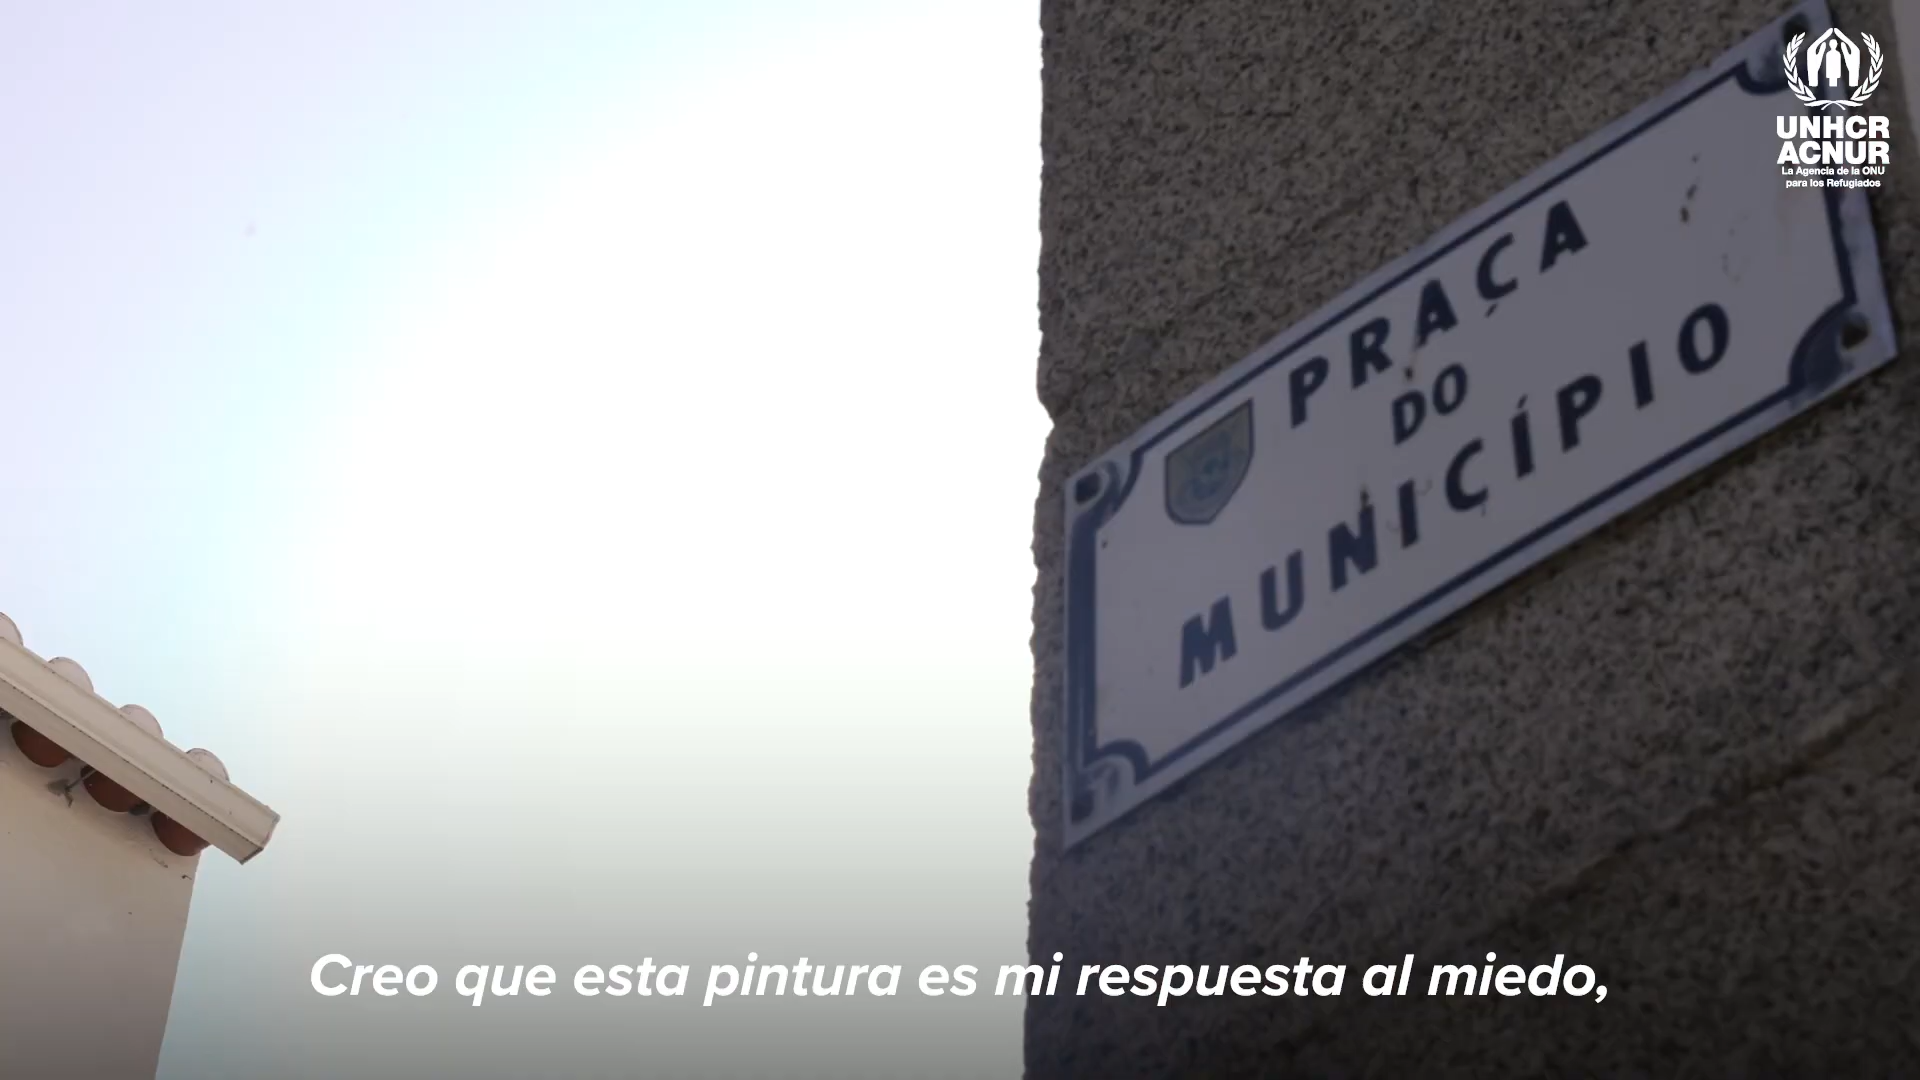 UNHCR
ACNUR
La Agencia de la ONU
para los Refugiados
PRAÇA
DO
MUNICÍPIO
Creo que esta pintura es mi respuesta al miedo,